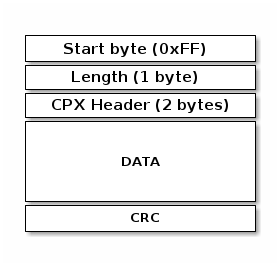 Start byte (0xFF)
Length (1 byte)
CPX Header (2 bytes)
DATA
CRC